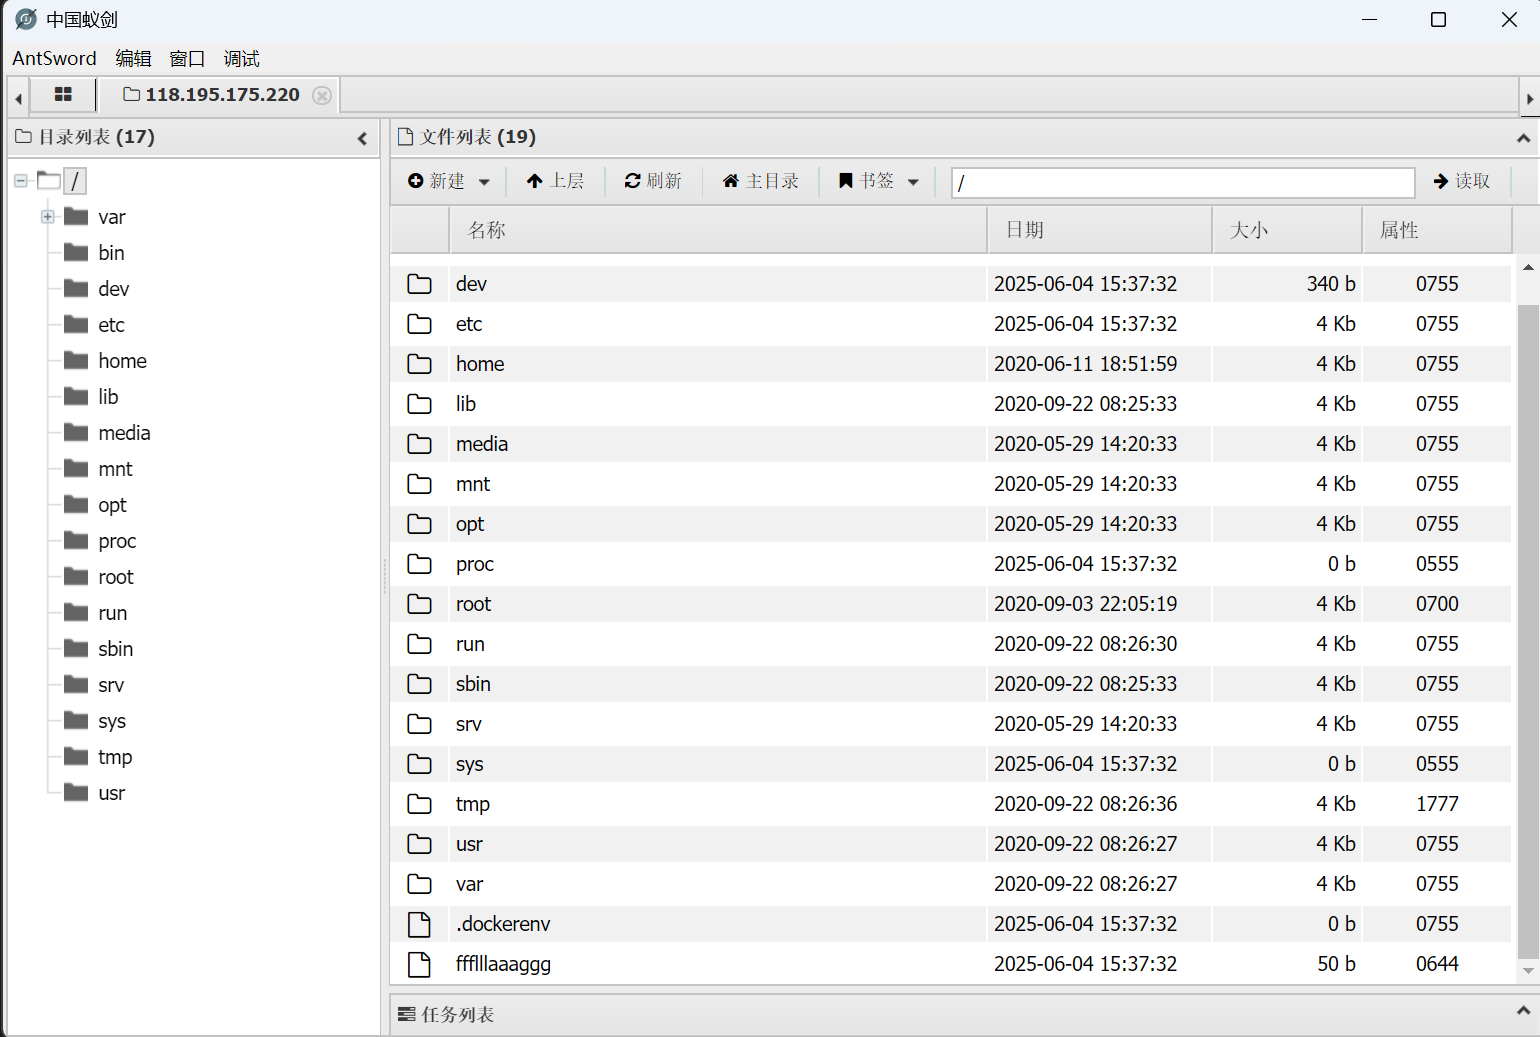 中国蚁剑
AntSword 编辑 窗口 调试
118.195.175.220
目录列表 (17)
/
var
bin
dev
etc
home
lib
media
mnt
opt
proc
root
run
sbin
srv
sys
tmp
usr
文件列表 (19)
新建 上层 刷新 主目录 书签 / 读取
名称 日期 大小 属性
dev 2025-06-04 15:37:32 340 b 0755
etc 2025-06-04 15:37:32 4 Kb 0755
home 2020-06-11 18:51:59 4 Kb 0755
lib 2020-09-22 08:25:33 4 Kb 0755
media 2020-05-29 14:20:33 4 Kb 0755
mnt 2020-05-29 14:20:33 4 Kb 0755
opt 2020-05-29 14:20:33 4 Kb 0755
proc 2025-06-04 15:37:32 0 b 0555
root 2020-09-03 22:05:19 4 Kb 0700
run 2020-09-22 08:26:30 4 Kb 0755
sbin 2020-09-22 08:25:33 4 Kb 0755
srv 2020-05-29 14:20:33 4 Kb 0755
sys 2025-06-04 15:37:32 0 b 0555
tmp 2020-09-22 08:26:36 4 Kb 1777
usr 2020-09-22 08:26:27 4 Kb 0755
var 2020-09-22 08:26:27 4 Kb 0755
.dockerenv 2025-06-04 15:37:32 0 b 0755
ffflllaaaggg 2025-06-04 15:37:32 50 b 0644
任务列表